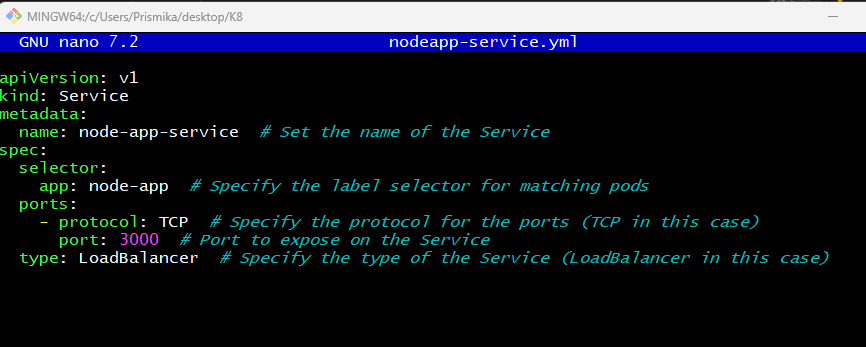 MINGW64:/c/Users/Prismika/desktop/K8
GNU nano 7.2 nodeapp-service.yml
apiVersion: v1
kind: Service
metadata:
  name: node-app-service  # Set the name of the Service
spec:
  selector:
    app: node-app  # Specify the label selector for matching pods
  ports:
    - protocol: TCP  # Specify the protocol for the ports (TCP in this case)
      port: 3000  # Port to expose on the Service
  type: LoadBalancer  # Specify the type of the Service (LoadBalancer in this case)